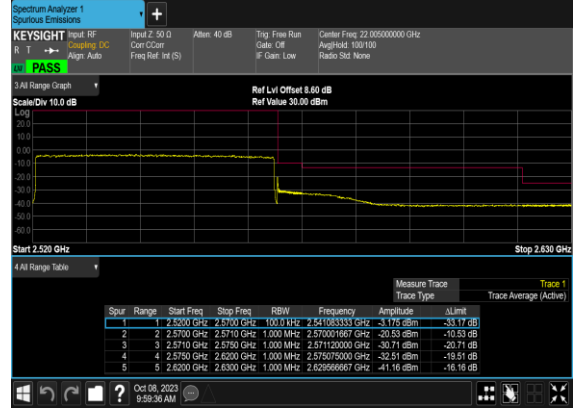 Spectrum Analyzer 1
Spurious Emissions
+
KEYSIGHT Input: RF Input Z: 50 Ω Atten: 40 dB Trig: Free Run Center Freq: 22.005000000 GHz
R T Coupling: DC Corr CCorr Gate: Off Avg|Hold: 100/100
Align: Auto Freq Ref: Int (S) IF Gain: Low Radio Std: None
PASS
3 All Range Graph
Ref Lvl Offset 8.60 dB
Scale/Div 10.0 dB Ref Value 30.00 dBm
Log
20.0
10.0
0.00
-10.0
-20.0
-30.0
-40.0
-50.0
-60.0
Start 2.520 GHz Stop 2.630 GHz
4 All Range Table
Measure Trace Trace 1
Trace Type Trace Average (Active)
Spur Range Start Freq Stop Freq RBW Frequency Amplitude ΔLimit
1 1 2.5200 GHz 2.5700 GHz 100.0 kHz 2.541083333 GHz -3.175 dBm -33.17 dB
2 2 2.5700 GHz 2.5710 GHz 1.000 MHz 2.570001667 GHz -20.53 dBm -10.53 dB
3 3 2.5710 GHz 2.5750 GHz 1.000 MHz 2.571120000 GHz -30.71 dBm -20.71 dB
4 4 2.5750 GHz 2.6200 GHz 1.000 MHz 2.575075000 GHz -32.51 dBm -19.51 dB
5 5 2.6200 GHz 2.6300 GHz 1.000 MHz 2.629566667 GHz -41.16 dBm -16.16 dB
? Oct 08, 2023
9:59:36 AM